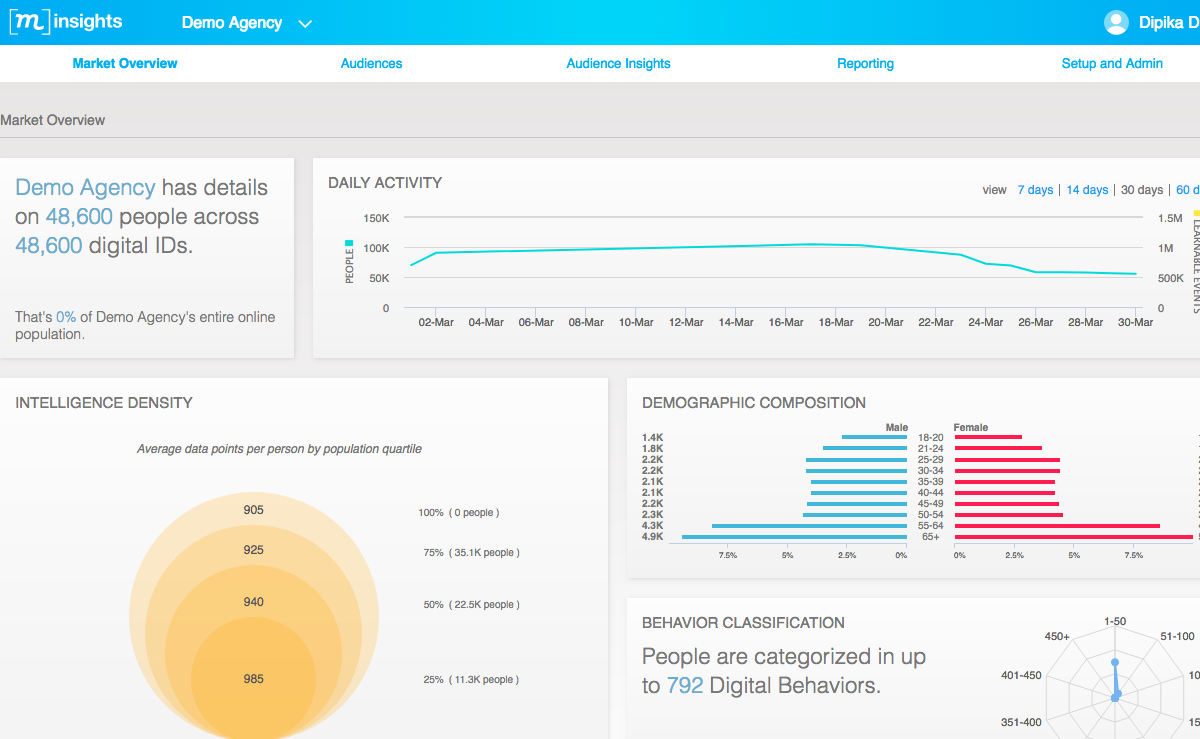 [m] insights
Demo Agency
Dipika D
Market Overview
Audiences
Audience Insights
Reporting
Setup and Admin
Market Overview
Demo Agency has details
on 48,600 people across
48,600 digital IDs.
That's 0% of Demo Agency's entire online
population.
DAILY ACTIVITY
view 7 days | 14 days | 30 days | 60 d
150K
100K
50K
0
PEOPLE
1.5M
1M
500K
0
LEARNABLE EVENTS
02-Mar 04-Mar 06-Mar 08-Mar 10-Mar 12-Mar 14-Mar 16-Mar 18-Mar 20-Mar 22-Mar 24-Mar 26-Mar 28-Mar 30-Mar
INTELLIGENCE DENSITY
Average data points per person by population quartile
905 100% ( 0 people )
925 75% ( 35.1K people )
940 50% ( 22.5K people )
985 25% ( 11.3K people )
DEMOGRAPHIC COMPOSITION
Male Female
1.4K 18-20
1.8K 21-24
2.2K 25-29
2.2K 30-34
2.1K 35-39
2.1K 40-44
2.2K 45-49
2.3K 50-54
4.3K 55-64
4.9K 65+
7.5% 5% 2.5% 0% 0% 2.5% 5% 7.5%
BEHAVIOR CLASSIFICATION
People are categorized in up
to 792 Digital Behaviors.
1-50
450+ 51-100
401-450 10
351-400 15